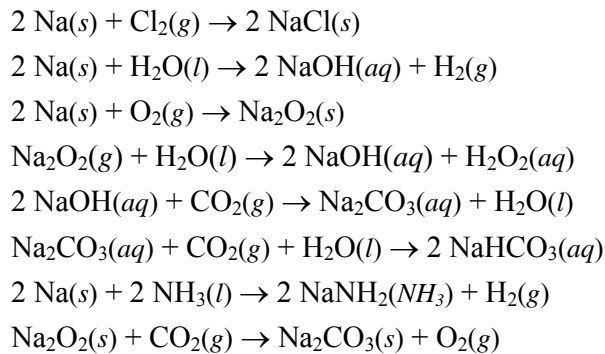 2 Na(s) + Cl₂(g) → 2 NaCl(s)
2 Na(s) + H₂O(l) → 2 NaOH(aq) + H₂(g)
2 Na(s) + O₂(g) → Na₂O₂(s)
Na₂O₂(g) + H₂O(l) → 2 NaOH(aq) + H₂O₂(aq)
2 NaOH(aq) + CO₂(g) → Na₂CO₃(aq) + H₂O(l)
Na₂CO₃(aq) + CO₂(g) + H₂O(l) → 2 NaHCO₃(aq)
2 Na(s) + 2 NH₃(l) → 2 NaNH₂(NH₃) + H₂(g)
Na₂O₂(s) + CO₂(g) → Na₂CO₃(s) + O₂(g)